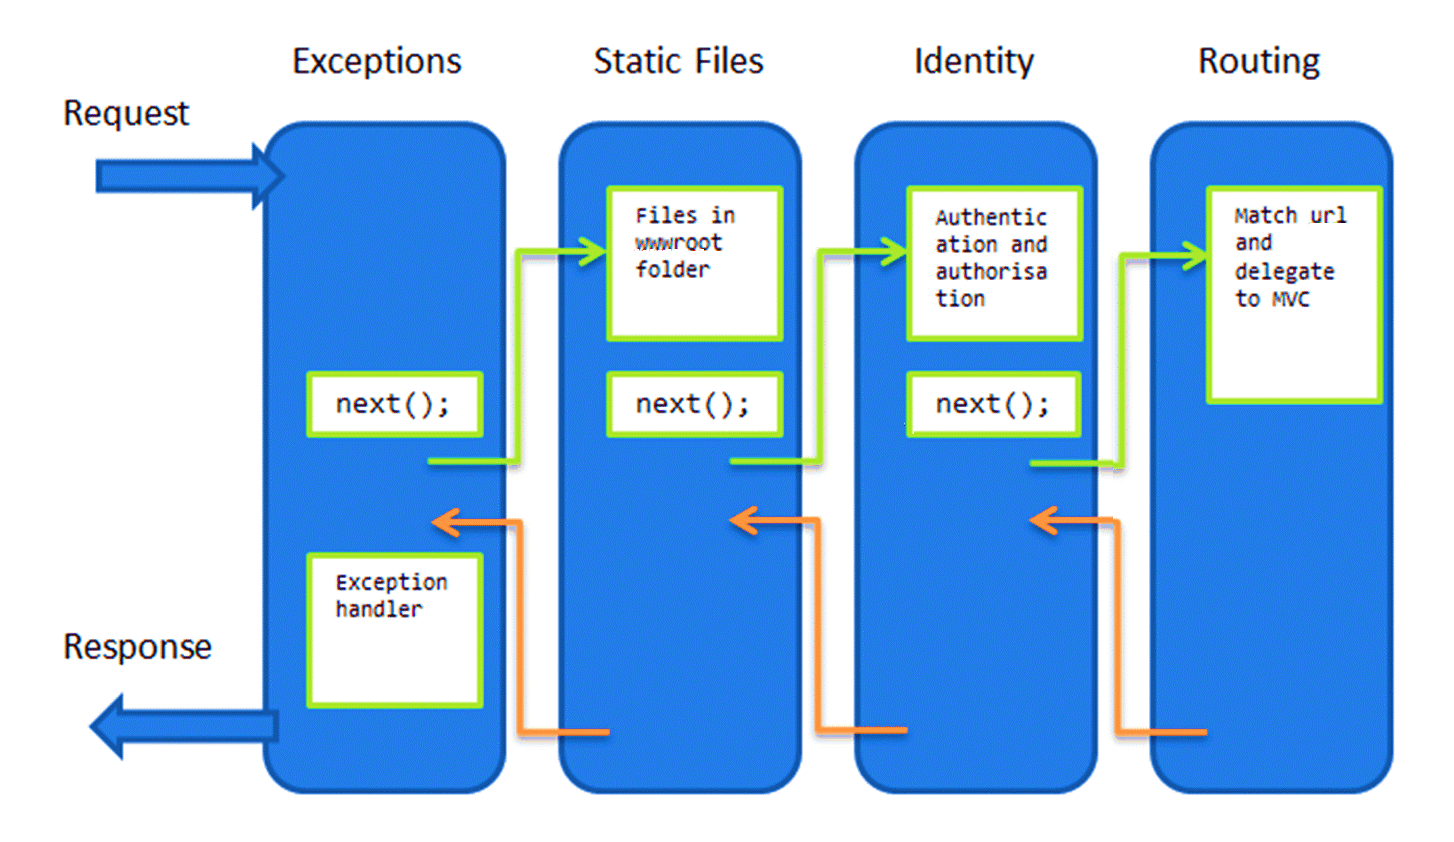 Exceptions
Static Files
Identity
Routing
Request
Files in
wwwroot
folder
Authentic
ation and
authorisa
tion
Match url
and
delegate
to MVC
next();
next();
next();
Exception
handler
Response